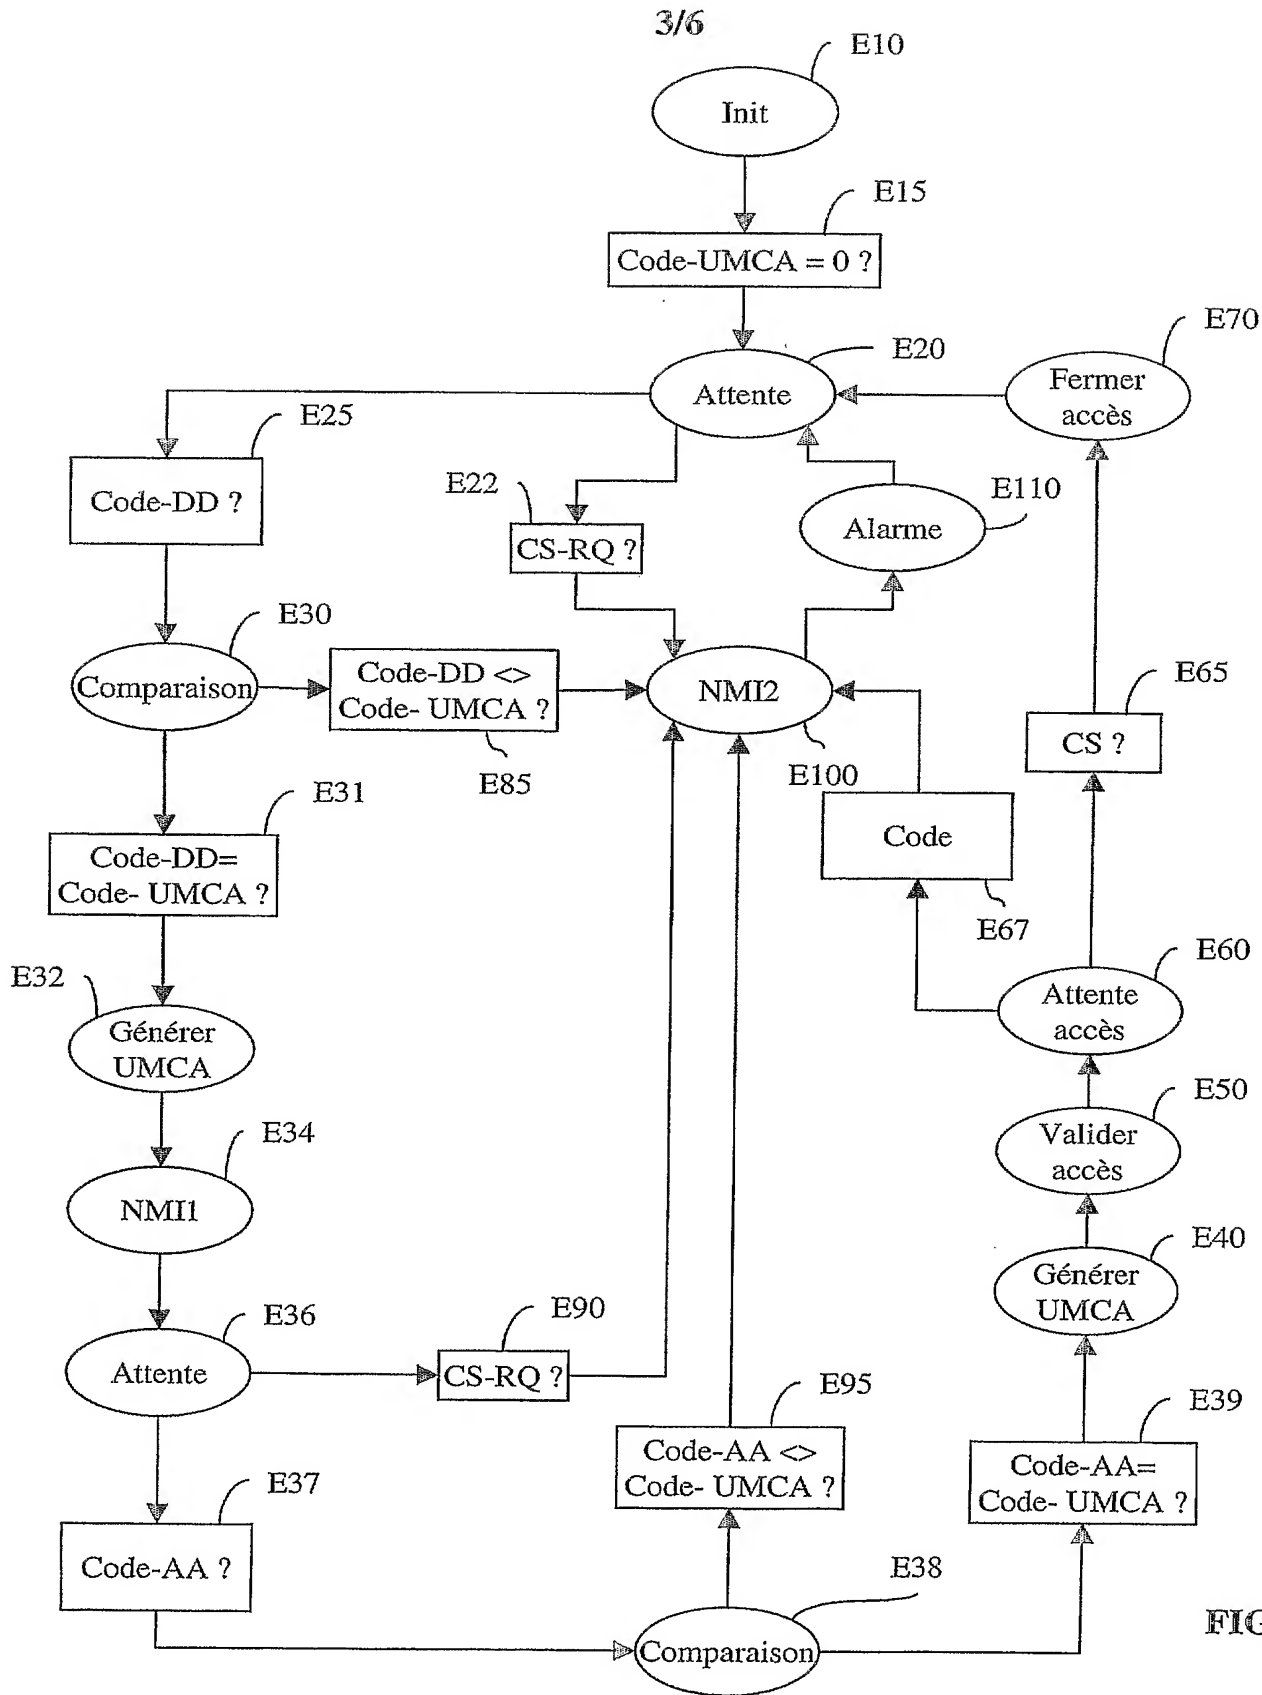 3/6
E10
Init
E15
Code-UMCA = 0 ?
E70
E20
Fermer
accès
Attente
E25
E22
E110
Code-DD ?
Alarme
CS-RQ ?
E30
Code-DD <>
Code- UMCA ?
E65
Comparaison
NMI2
CS ?
E85
E100
E31
Code
Code-DD=
Code- UMCA ?
E67
E60
E32
Attente
accès
Générer
UMCA
E50
E34
Valider
accès
NMI1
E40
Générer
UMCA
E36
E90
Attente
CS-RQ ?
E95
E39
Code-AA <>
Code- UMCA ?
Code-AA=
Code- UMCA ?
E37
Code-AA ?
E38
Comparaison
FIG